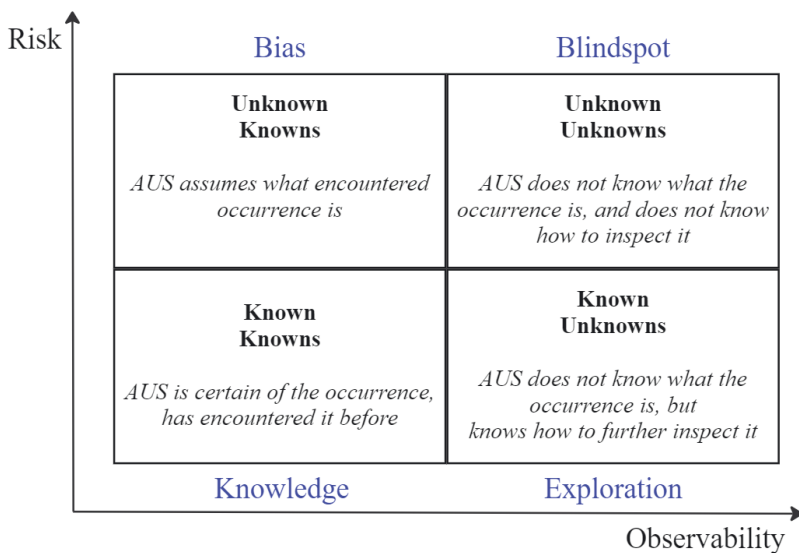 Risk
Bias
Blindspot
Unknown
Knowns
AUS assumes what encountered
occurrence is
Unknown
Unknowns
AUS does not know what the
occurrence is, and does not know
how to inspect it
Known
Knowns
AUS is certain of the occurrence,
has encountered it before
Known
Unknowns
AUS does not know what the
occurrence is, but
knows how to further inspect it
Knowledge
Exploration
Observability